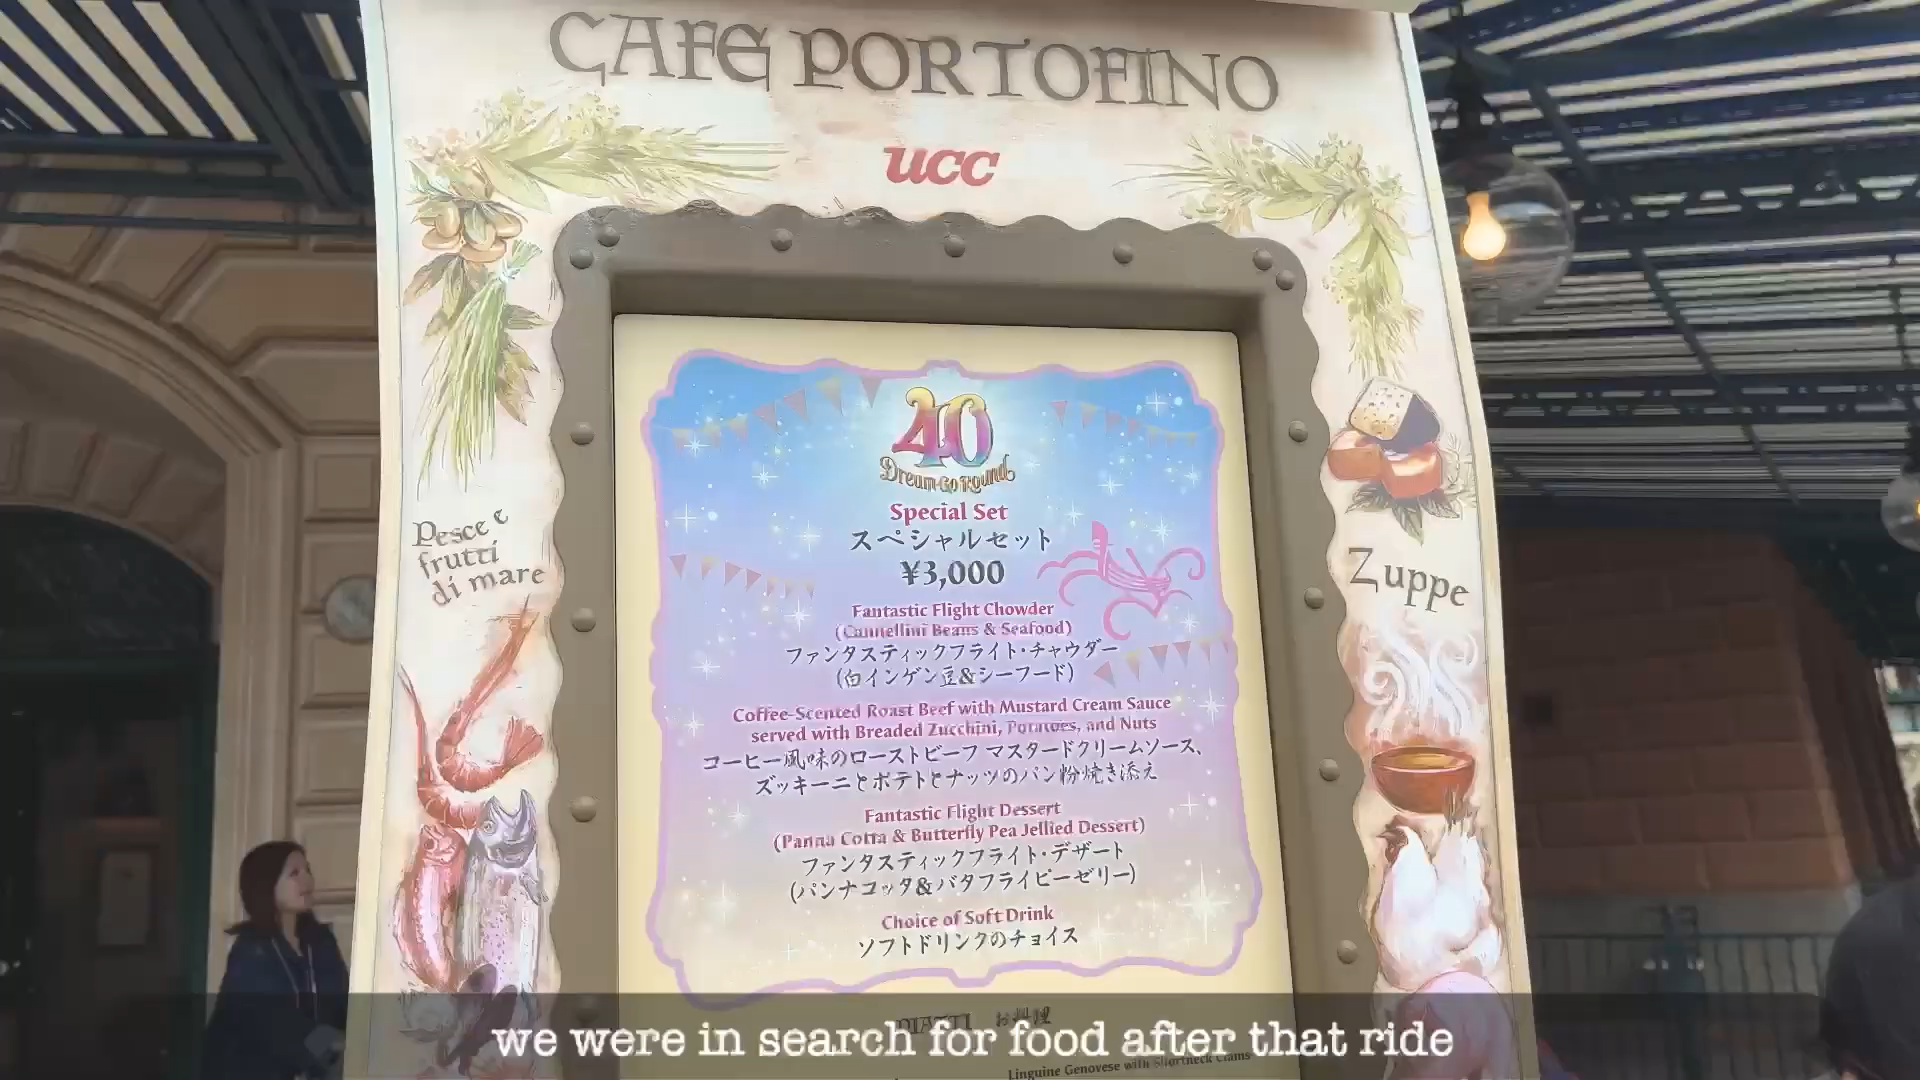 CAFE PORTOFINO
ucc
40
Dream-Go-Round
Special Set
スペシャルセット
¥3,000
Fantastic Flight Chowder
(Cannellini Beans & Seafood)
ファンタスティックフライト・チャウダー
(白インゲン豆&シーフード)
Coffee-Scented Roast Beef with Mustard Cream Sauce
served with Breaded Zucchini, Potatoes, and Nuts
コーヒー風味のローストビーフ マスタードクリームソース、
ズッキーニとポテトとナッツのパン粉焼き添え
Fantastic Flight Dessert
(Panna Cotta & Butterfly Pea Jellied Dessert)
ファンタスティックフライト・デザート
(パンナコッタ&バタフライピーゼリー)
Choice of Soft Drink
ソフトドリンクのチョイス
Pesce e
frutti
di mare
Zuppe
PIATTI お料理
we were in search for food after that ride
Linguine Genovese with Shortneck Clams